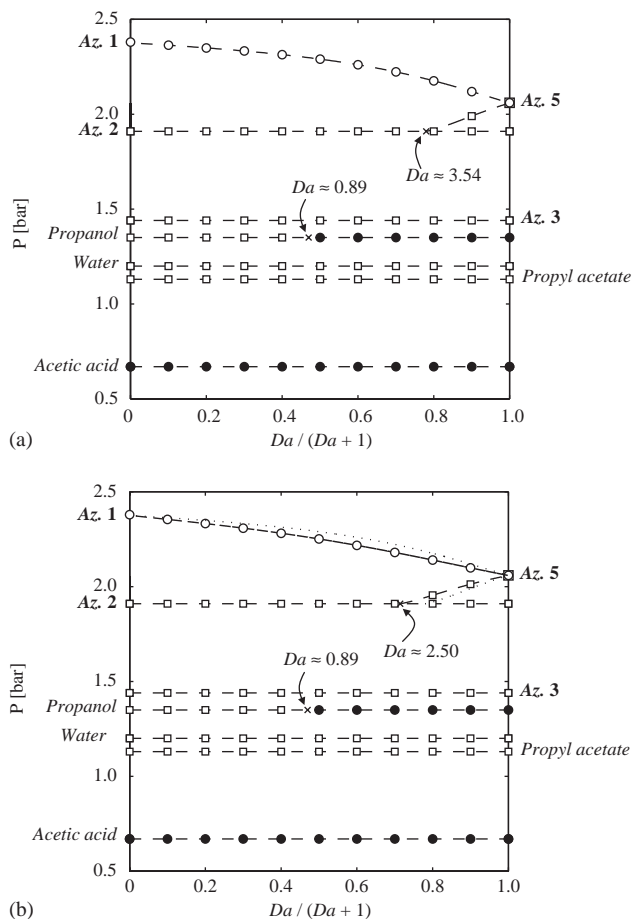 2.5
Az. 1
2.0
Az. 5
Az. 2
Da ≈ 3.54
Da ≈ 0.89
P [bar]
1.5
Az. 3
Propanol
Water
Propyl acetate
1.0
Acetic acid
0.5
0 0.2 0.4 0.6 0.8 1.0
(a) Da / (Da + 1)
2.5
Az. 1
2.0
Az. 5
Az. 2
Da ≈ 2.50
Da ≈ 0.89
P [bar]
1.5
Az. 3
Propanol
Water
Propyl acetate
1.0
Acetic acid
0.5
0 0.2 0.4 0.6 0.8 1.0
(b) Da / (Da + 1)